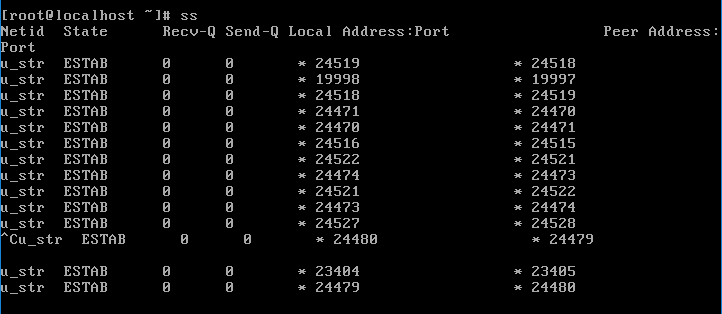 [root@localhost ~]# ss
Netid State Recv-Q Send-Q Local Address:Port Peer Address:
Port
u_str ESTAB 0 0 * 24519 * 24518
u_str ESTAB 0 0 * 19998 * 19997
u_str ESTAB 0 0 * 24518 * 24519
u_str ESTAB 0 0 * 24471 * 24470
u_str ESTAB 0 0 * 24470 * 24471
u_str ESTAB 0 0 * 24516 * 24515
u_str ESTAB 0 0 * 24522 * 24521
u_str ESTAB 0 0 * 24474 * 24473
u_str ESTAB 0 0 * 24521 * 24522
u_str ESTAB 0 0 * 24473 * 24474
u_str ESTAB 0 0 * 24527 * 24528
^Cu_str ESTAB 0 0 * 24480 * 24479
u_str ESTAB 0 0 * 23404 * 23405
u_str ESTAB 0 0 * 24479 * 24480